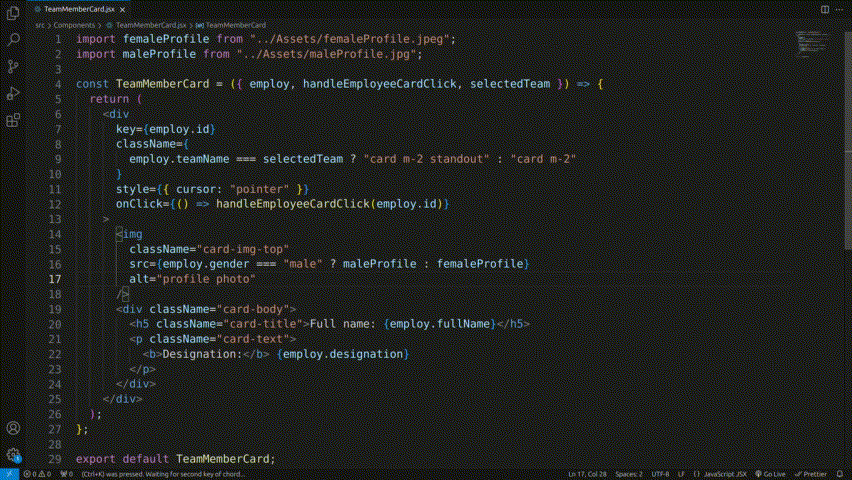 TeamMemberCard.jsx
src > Components > TeamMemberCard.jsx > TeamMemberCard
1 import femaleProfile from "../Assets/femaleProfile.jpeg";
2 import maleProfile from "../Assets/maleProfile.jpg";
3
4 const TeamMemberCard = ({ employ, handleEmployeeCardClick, selectedTeam }) => {
5 return (
6 <div
7 key={employ.id}
8 className={
9 employ.teamName === selectedTeam ? "card m-2 standout" : "card m-2"
10 }
11 style={{ cursor: "pointer" }}
12 onClick={() => handleEmployeeCardClick(employ.id)}
13 >
14 <img
15 className="card-img-top"
16 src={employ.gender === "male" ? maleProfile : femaleProfile}
17 alt="profile photo"
18 />
19 <div className="card-body">
20 <h5 className="card-title">Full name: {employ.fullName}</h5>
21 <p className="card-text">
22 <b>Designation:</b> {employ.designation}
23 </p>
24 </div>
25 </div>
26 );
27 };
28
29 export default TeamMemberCard;
0 0 0 (Ctrl+K) was pressed. Waiting for second key of chord... Ln 17, Col 28 Spaces: 2 UTF-8 LF {} JavaScript JSX Go Live Prettier